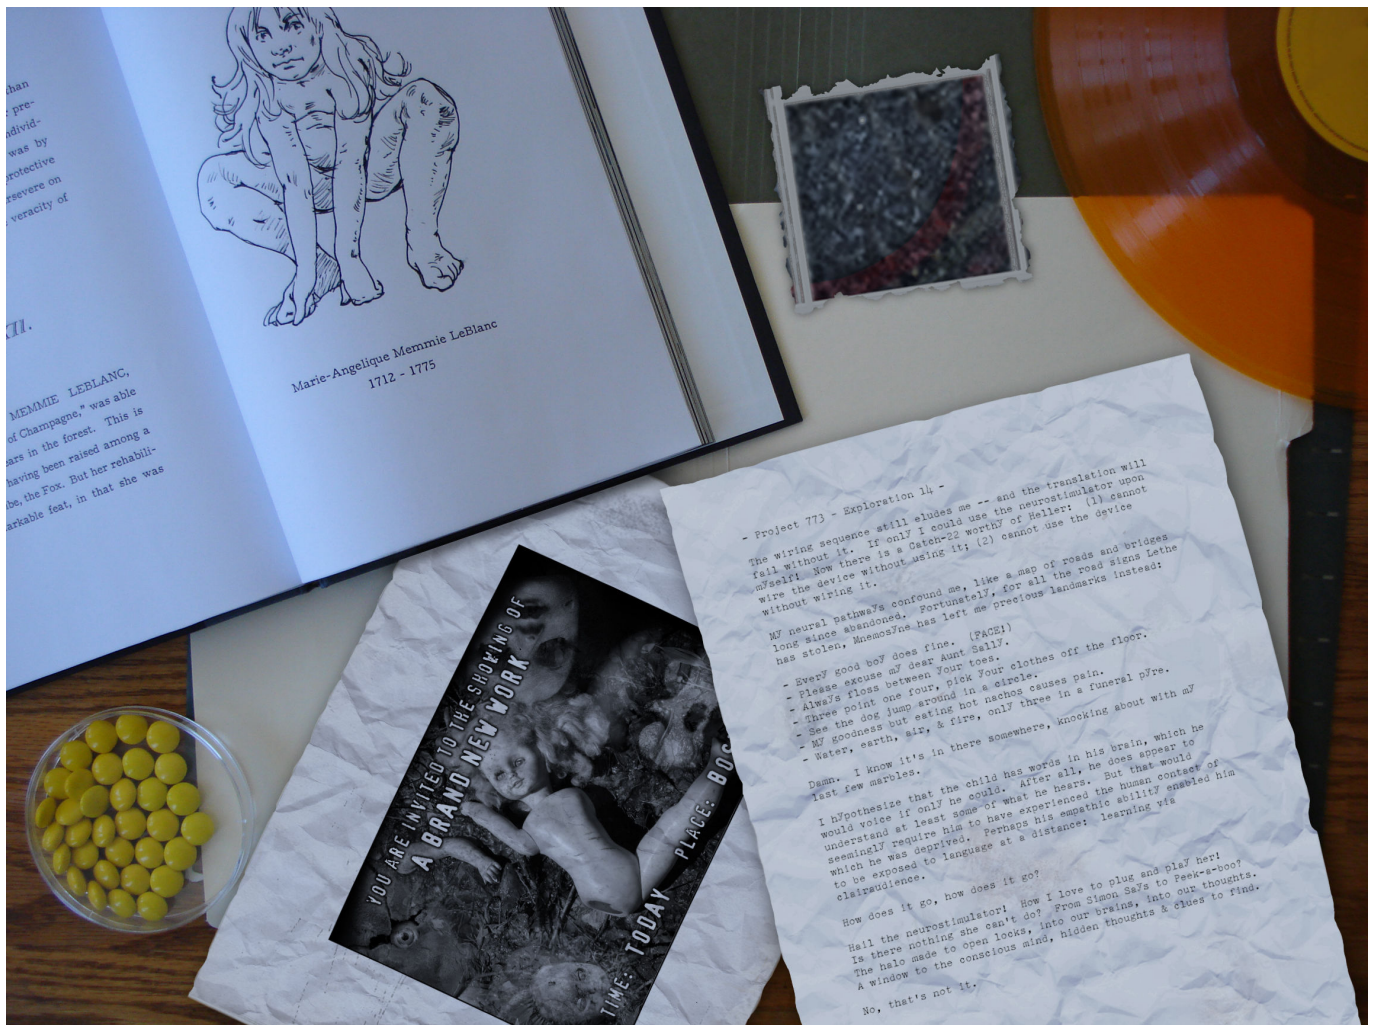 than
pre-
individ-
was by
protective
rsevere on
veracity of
MEMMIE LEBLANC,
of Champagne," was able
ears in the forest. This is
having been raised among a
be, the Fox. But her rehabili-
arkable feat, in that she was
Marie-Angelique Memmie LeBlanc
1712 - 1775
YOU ARE INVITED TO THE SHOWING OF
A BRAND NEW WORK
TIME: TODAY
PLACE: BOC
- Project 773 - Exploration 14 -
The wiring sequence still eludes me -- and the translation will
fail without it. If only I could use the neurostimulator upon
myself! Now there is a Catch-22 worthy of Heller: (1) cannot
wire the device without using it; (2) cannot use the device
without wiring it.
My neural pathways confound me, like a map of roads and bridges
long since abandoned. Fortunately, for all the road signs Lethe
has stolen, Mnemosyne has left me precious landmarks instead:
- Every good boy does fine. (FACE!)
- Please excuse my dear Aunt Sally.
- Always floss between your toes.
- Three point one four, pick your clothes off the floor.
- See the dog jump around in a circle.
- My goodness but eating hot nachos causes pain.
- Water, earth, air, & fire, only three in a funeral pyre.
Damn. I know it's in there somewhere, knocking about with my
last few marbles.
I hypothesize that the child has words in his brain, which he
would voice if only he could. After all, he does appear to
understand at least some of what he hears. But that would
seemingly require him to have experienced the human contact of
which he was deprived. Perhaps his empathic ability enabled him
to be exposed to language at a distance: learning via
clairaudience.
How does it go, how does it go?
Hail the neurostimulator! How I love to plug and play her!
Is there nothing she can't do? From Simon Says to Peek-a-boo?
The halo made to open locks, into our brains, into our thoughts.
A window to the conscious mind, hidden thoughts & clues to find.
No, that's not it.